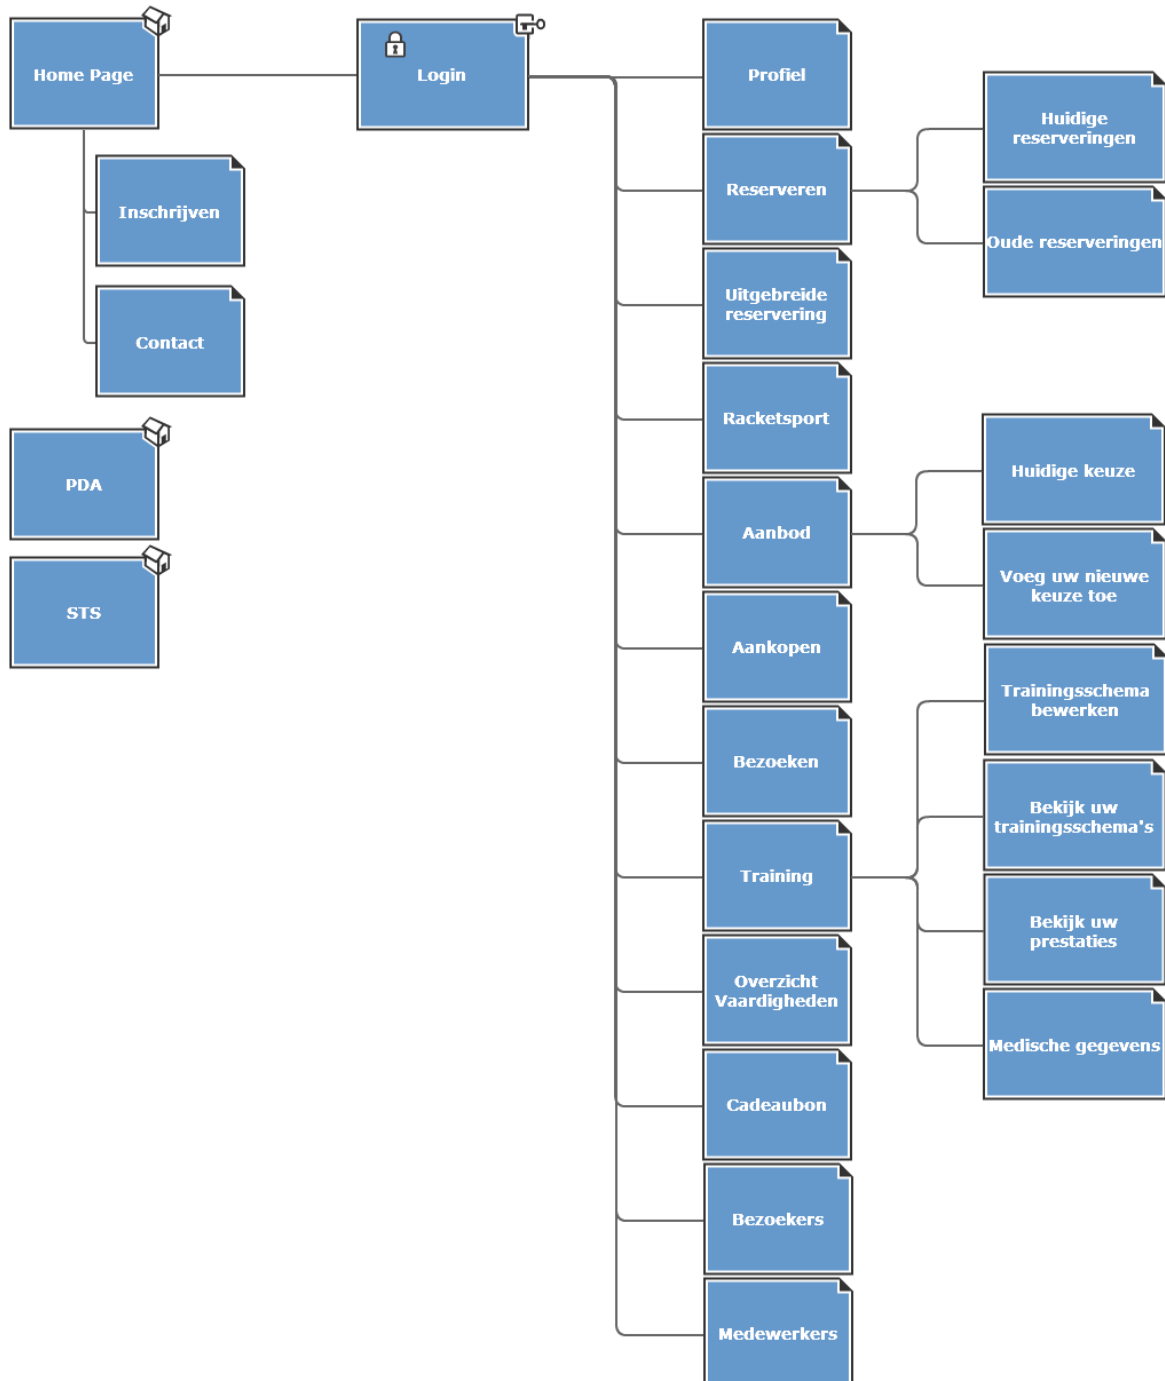 Home Page
Login
Inschrijven
Contact
PDA
STS
Profiel
Reserveren
Uitgebreide
reservering
Racketsport
Aanbod
Aankopen
Bezoeken
Training
Overzicht
Vaardigheden
Cadeaubon
Bezoekers
Medewerkers
Huidige
reserveringen
Oude reserveringen
Huidige keuze
Voeg uw nieuwe
keuze toe
Trainingsschema
bewerken
Bekijk uw
trainingsschema's
Bekijk uw
prestaties
Medische gegevens